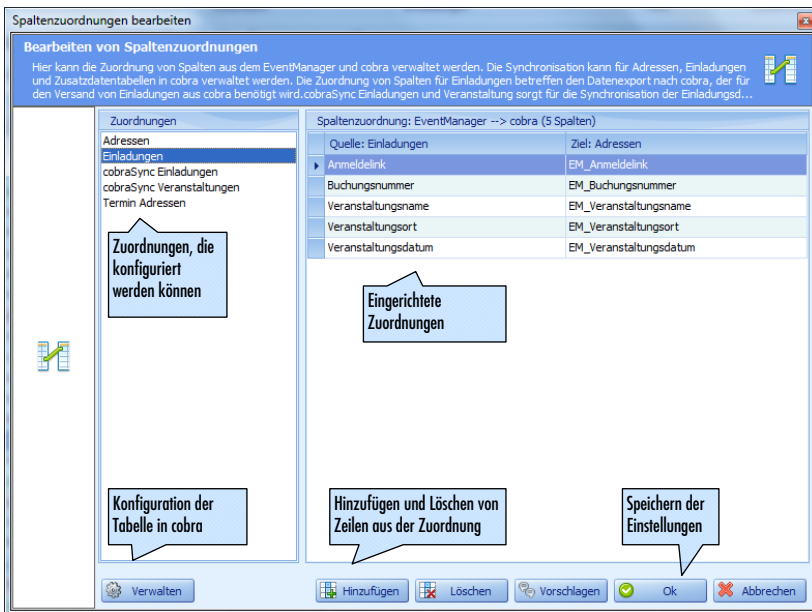 Spaltenzuordnungen bearbeiten
Bearbeiten von Spaltenzuordnungen
Hier kann die Zuordnung von Spalten aus dem EventManager und cobra verwaltet werden. Die Synchronisation kann für Adressen, Einladungen
und Zusatzdatentabellen in cobra verwaltet werden. Die Zuordnung von Spalten für Einladungen betreffen den Datenexport nach cobra, der für
den Versand von Einladungen aus cobra benötigt wird.cobraSync Einladungen und Veranstaltung sorgt für die Synchronisation der Einladungsd...
Zuordnungen
Adressen
Einladungen
cobraSync Einladungen
cobraSync Veranstaltungen
Termin Adressen
Zuordnungen, die
konfiguriert
werden können
Spaltenzuordnung: EventManager --> cobra (5 Spalten)
Quelle: Einladungen Ziel: Adressen
Anmeldelink EM_Anmeldelink
Buchungsnummer EM_Buchungsnummer
Veranstaltungsname EM_Veranstaltungsname
Veranstaltungsort EM_Veranstaltungsort
Veranstaltungsdatum EM_Veranstaltungsdatum
Eingerichtete
Zuordnungen
Konfiguration der
Tabelle in cobra
Hinzufügen und Löschen von
Zeilen aus der Zuordnung
Speichern der
Einstellungen
Verwalten
Hinzufügen
Löschen
Vorschlagen
Ok
Abbrechen